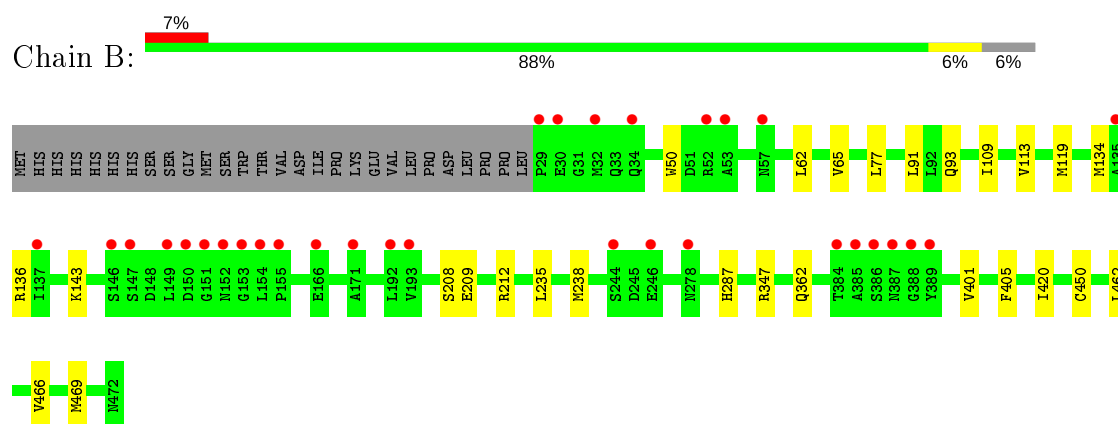 7%
Chain B:
88% 6% 6%
MET HIS HIS HIS HIS HIS HIS SER SER GLY MET SER TRP THR VAL ASP ILE PRO LYS GLU VAL LEU PRO ASP LEU PRO PRO LEU P29 E30 G31 M32 Q33 Q34 W50 D51 R52 A53 N57 L62 V65 L77 L91 L92 Q93 I109 V113 M119 M134 A135
R136 I137 K143 S146 S147 D148 L149 D150 G151 N152 G153 L154 P155 E166 A171 L192 V193 S208 E209 R212 L235 M238 S244 D245 E246 N278 H287 R347 Q362 T384 A385 S386 N387 G388 Y389 V401 F405 I420 C450 L462
V466 M469 N472